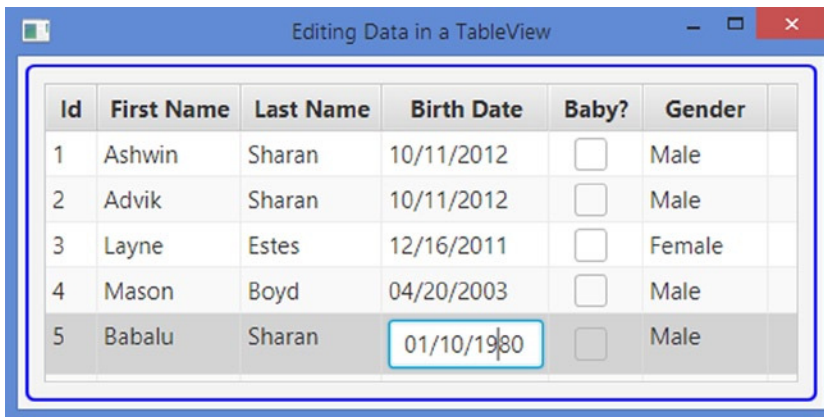 Editing Data in a TableView
Id First Name Last Name Birth Date Baby? Gender
1 Ashwin Sharan 10/11/2012 Male
2 Advik Sharan 10/11/2012 Male
3 Layne Estes 12/16/2011 Female
4 Mason Boyd 04/20/2003 Male
5 Babalu Sharan 01/10/1980 Male